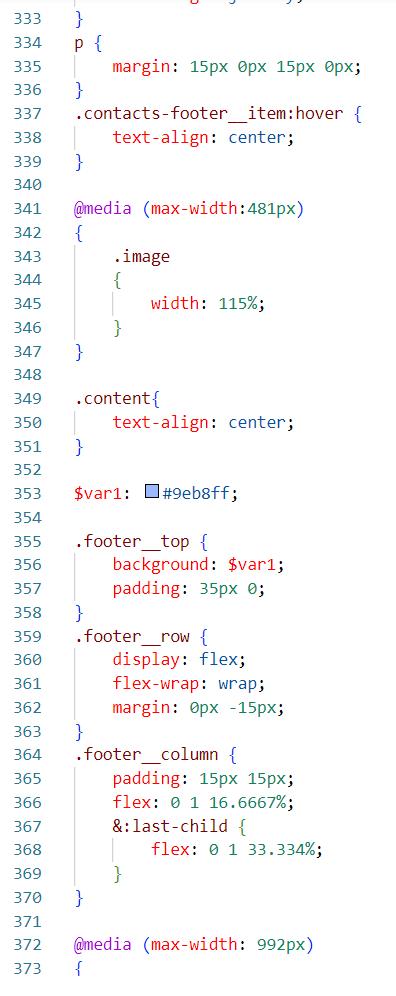 333 }
334 p {
335 margin: 15px 0px 15px 0px;
336 }
337 .contacts-footer__item:hover {
338 text-align: center;
339 }
340
341 @media (max-width:481px)
342 {
343 .image
344 {
345 width: 115%;
346 }
347 }
348
349 .content{
350 text-align: center;
351 }
352
353 $var1: #9eb8ff;
354
355 .footer__top {
356 background: $var1;
357 padding: 35px 0;
358 }
359 .footer__row {
360 display: flex;
361 flex-wrap: wrap;
362 margin: 0px -15px;
363 }
364 .footer__column {
365 padding: 15px 15px;
366 flex: 0 1 16.6667%;
367 &:last-child {
368 flex: 0 1 33.334%;
369 }
370 }
371
372 @media (max-width: 992px)
373 {